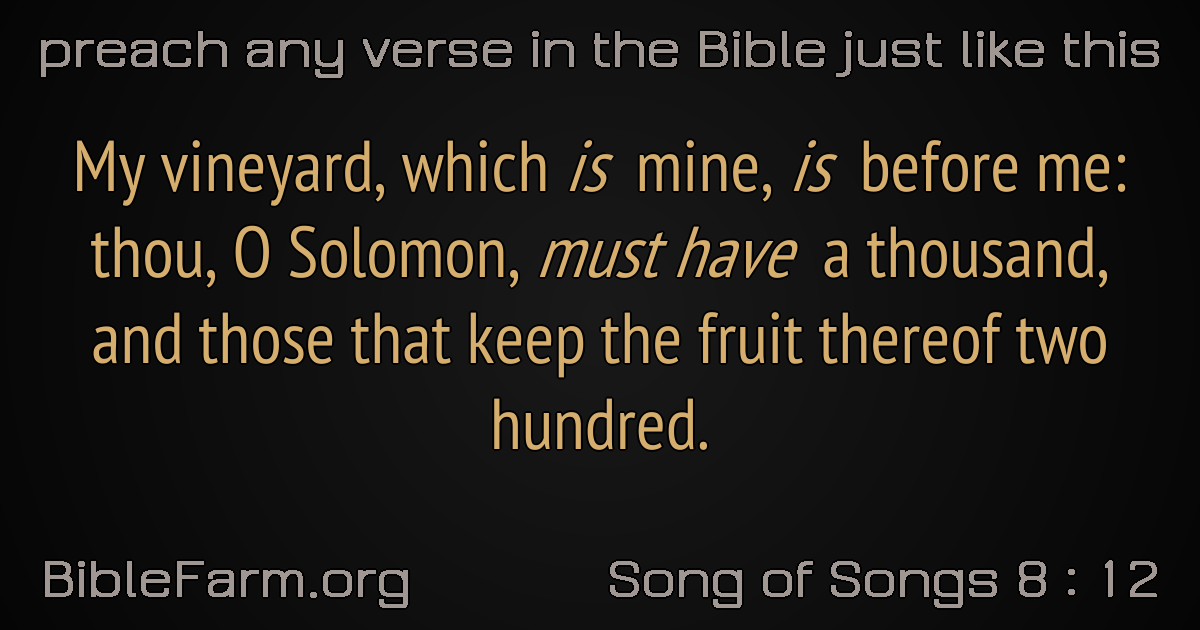 preach any verse in the Bible just like this
My vineyard, which is mine, is before me:
thou, O Solomon, must have a thousand,
and those that keep the fruit thereof two
hundred.
BibleFarm.org
Song of Songs 8 : 12